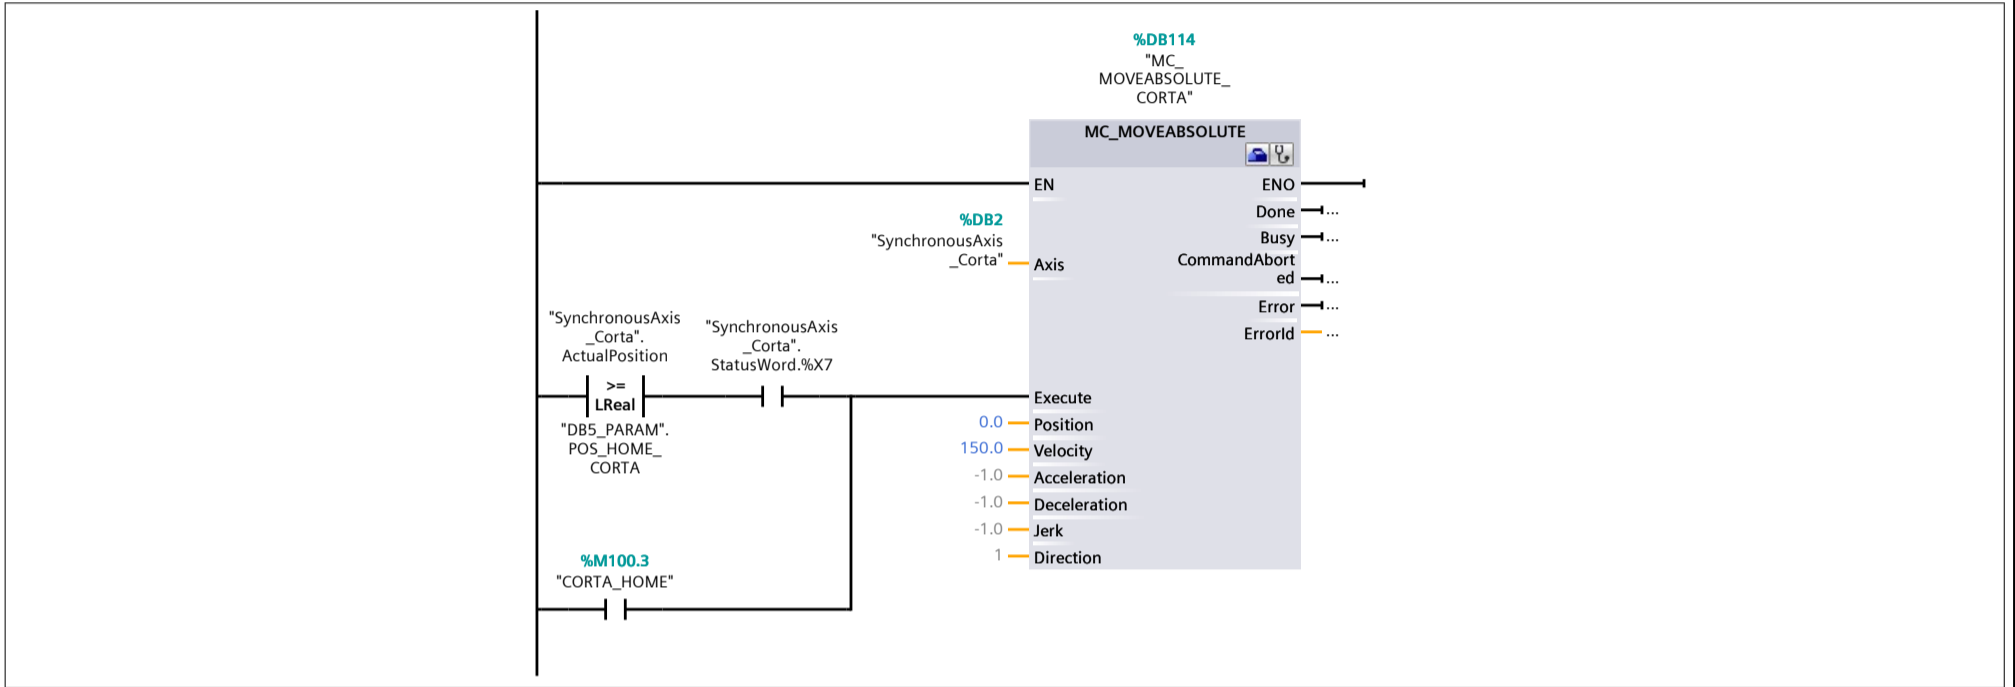 %DB114
"MC_
MOVEABSOLUTE_
CORTA"
MC_MOVEABSOLUTE
EN
ENO
Done
...
Busy
...
CommandAbort
ed
...
Error
...
ErrorId
...
%DB2
"SynchronousAxis
_Corta"
Axis
"SynchronousAxis
_Corta".
ActualPosition
>=
LReal
"DB5_PARAM".
POS_HOME_
CORTA
"SynchronousAxis
_Corta".
StatusWord.%X7
Execute
0.0
Position
150.0
Velocity
-1.0
Acceleration
-1.0
Deceleration
-1.0
Jerk
1
Direction
%M100.3
"CORTA_HOME"